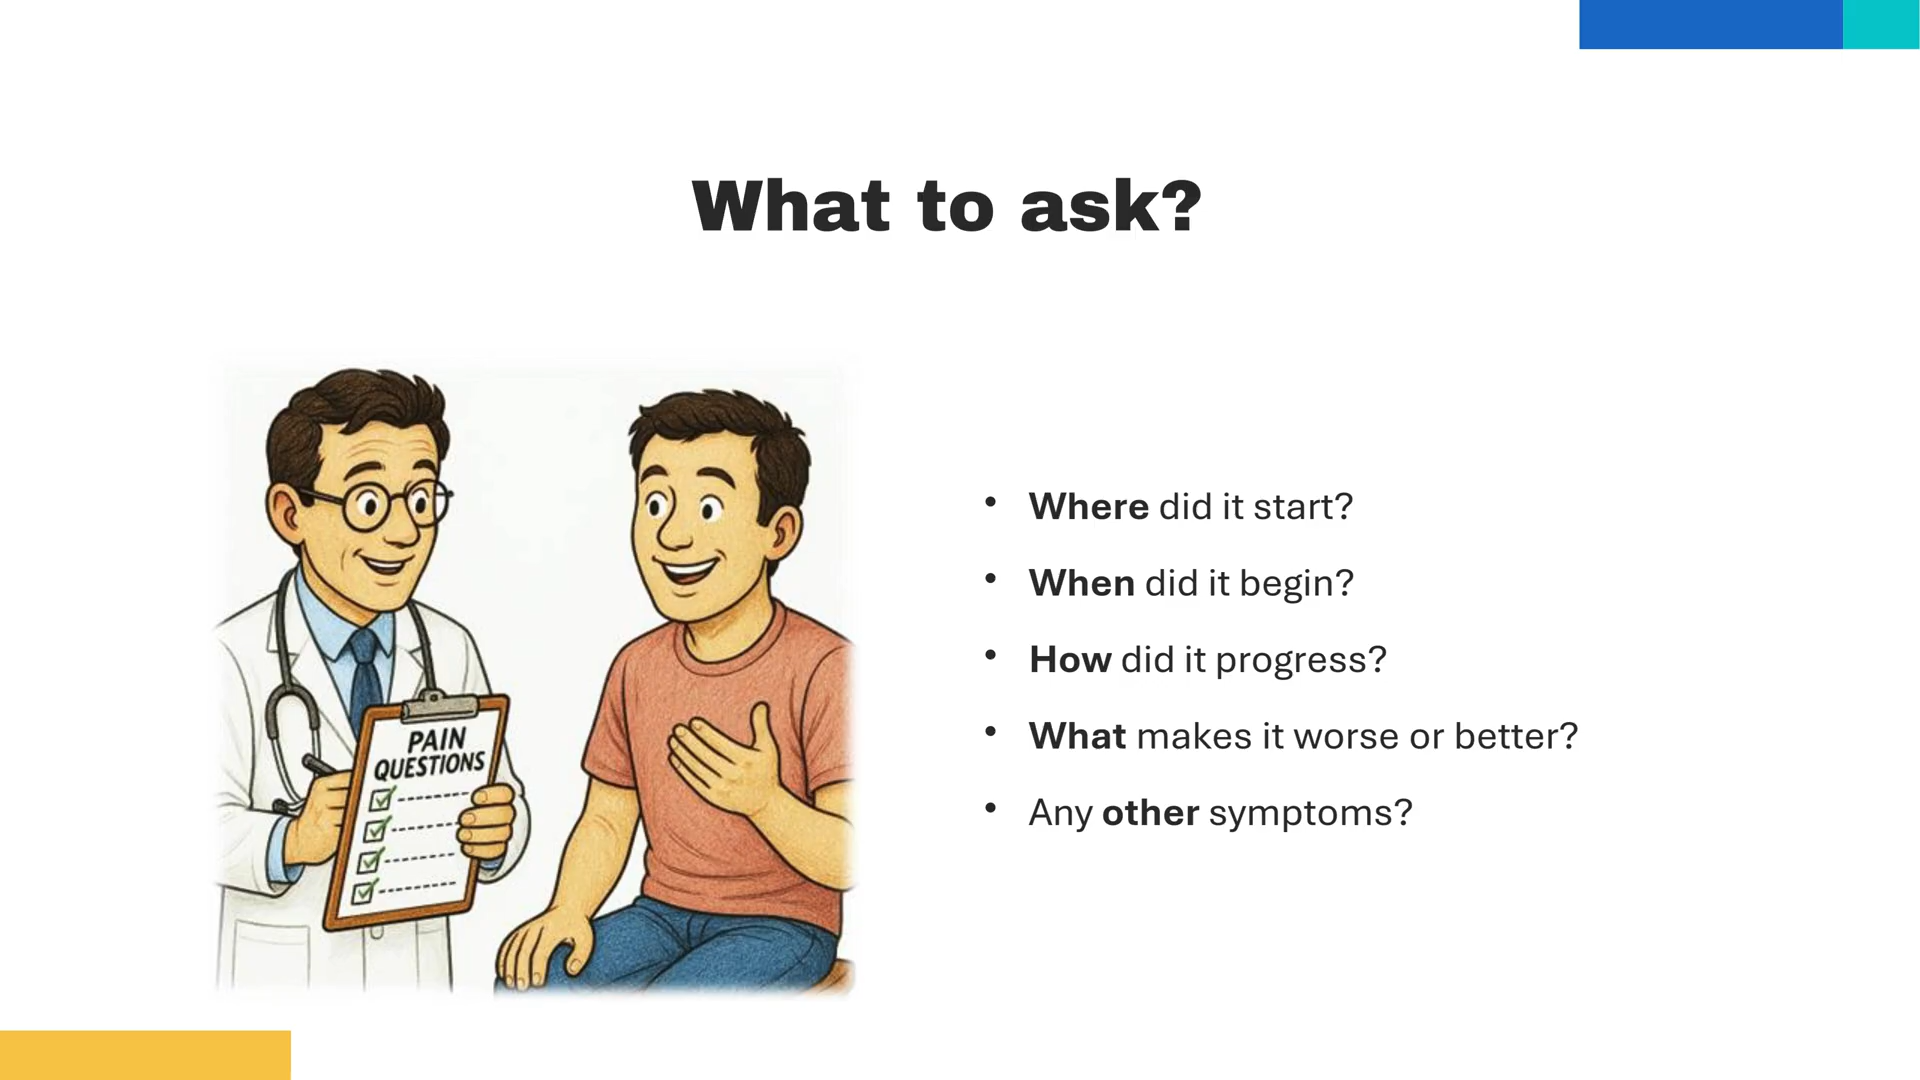 What to ask?
PAIN
QUESTIONS
• Where did it start?
• When did it begin?
• How did it progress?
• What makes it worse or better?
• Any other symptoms?